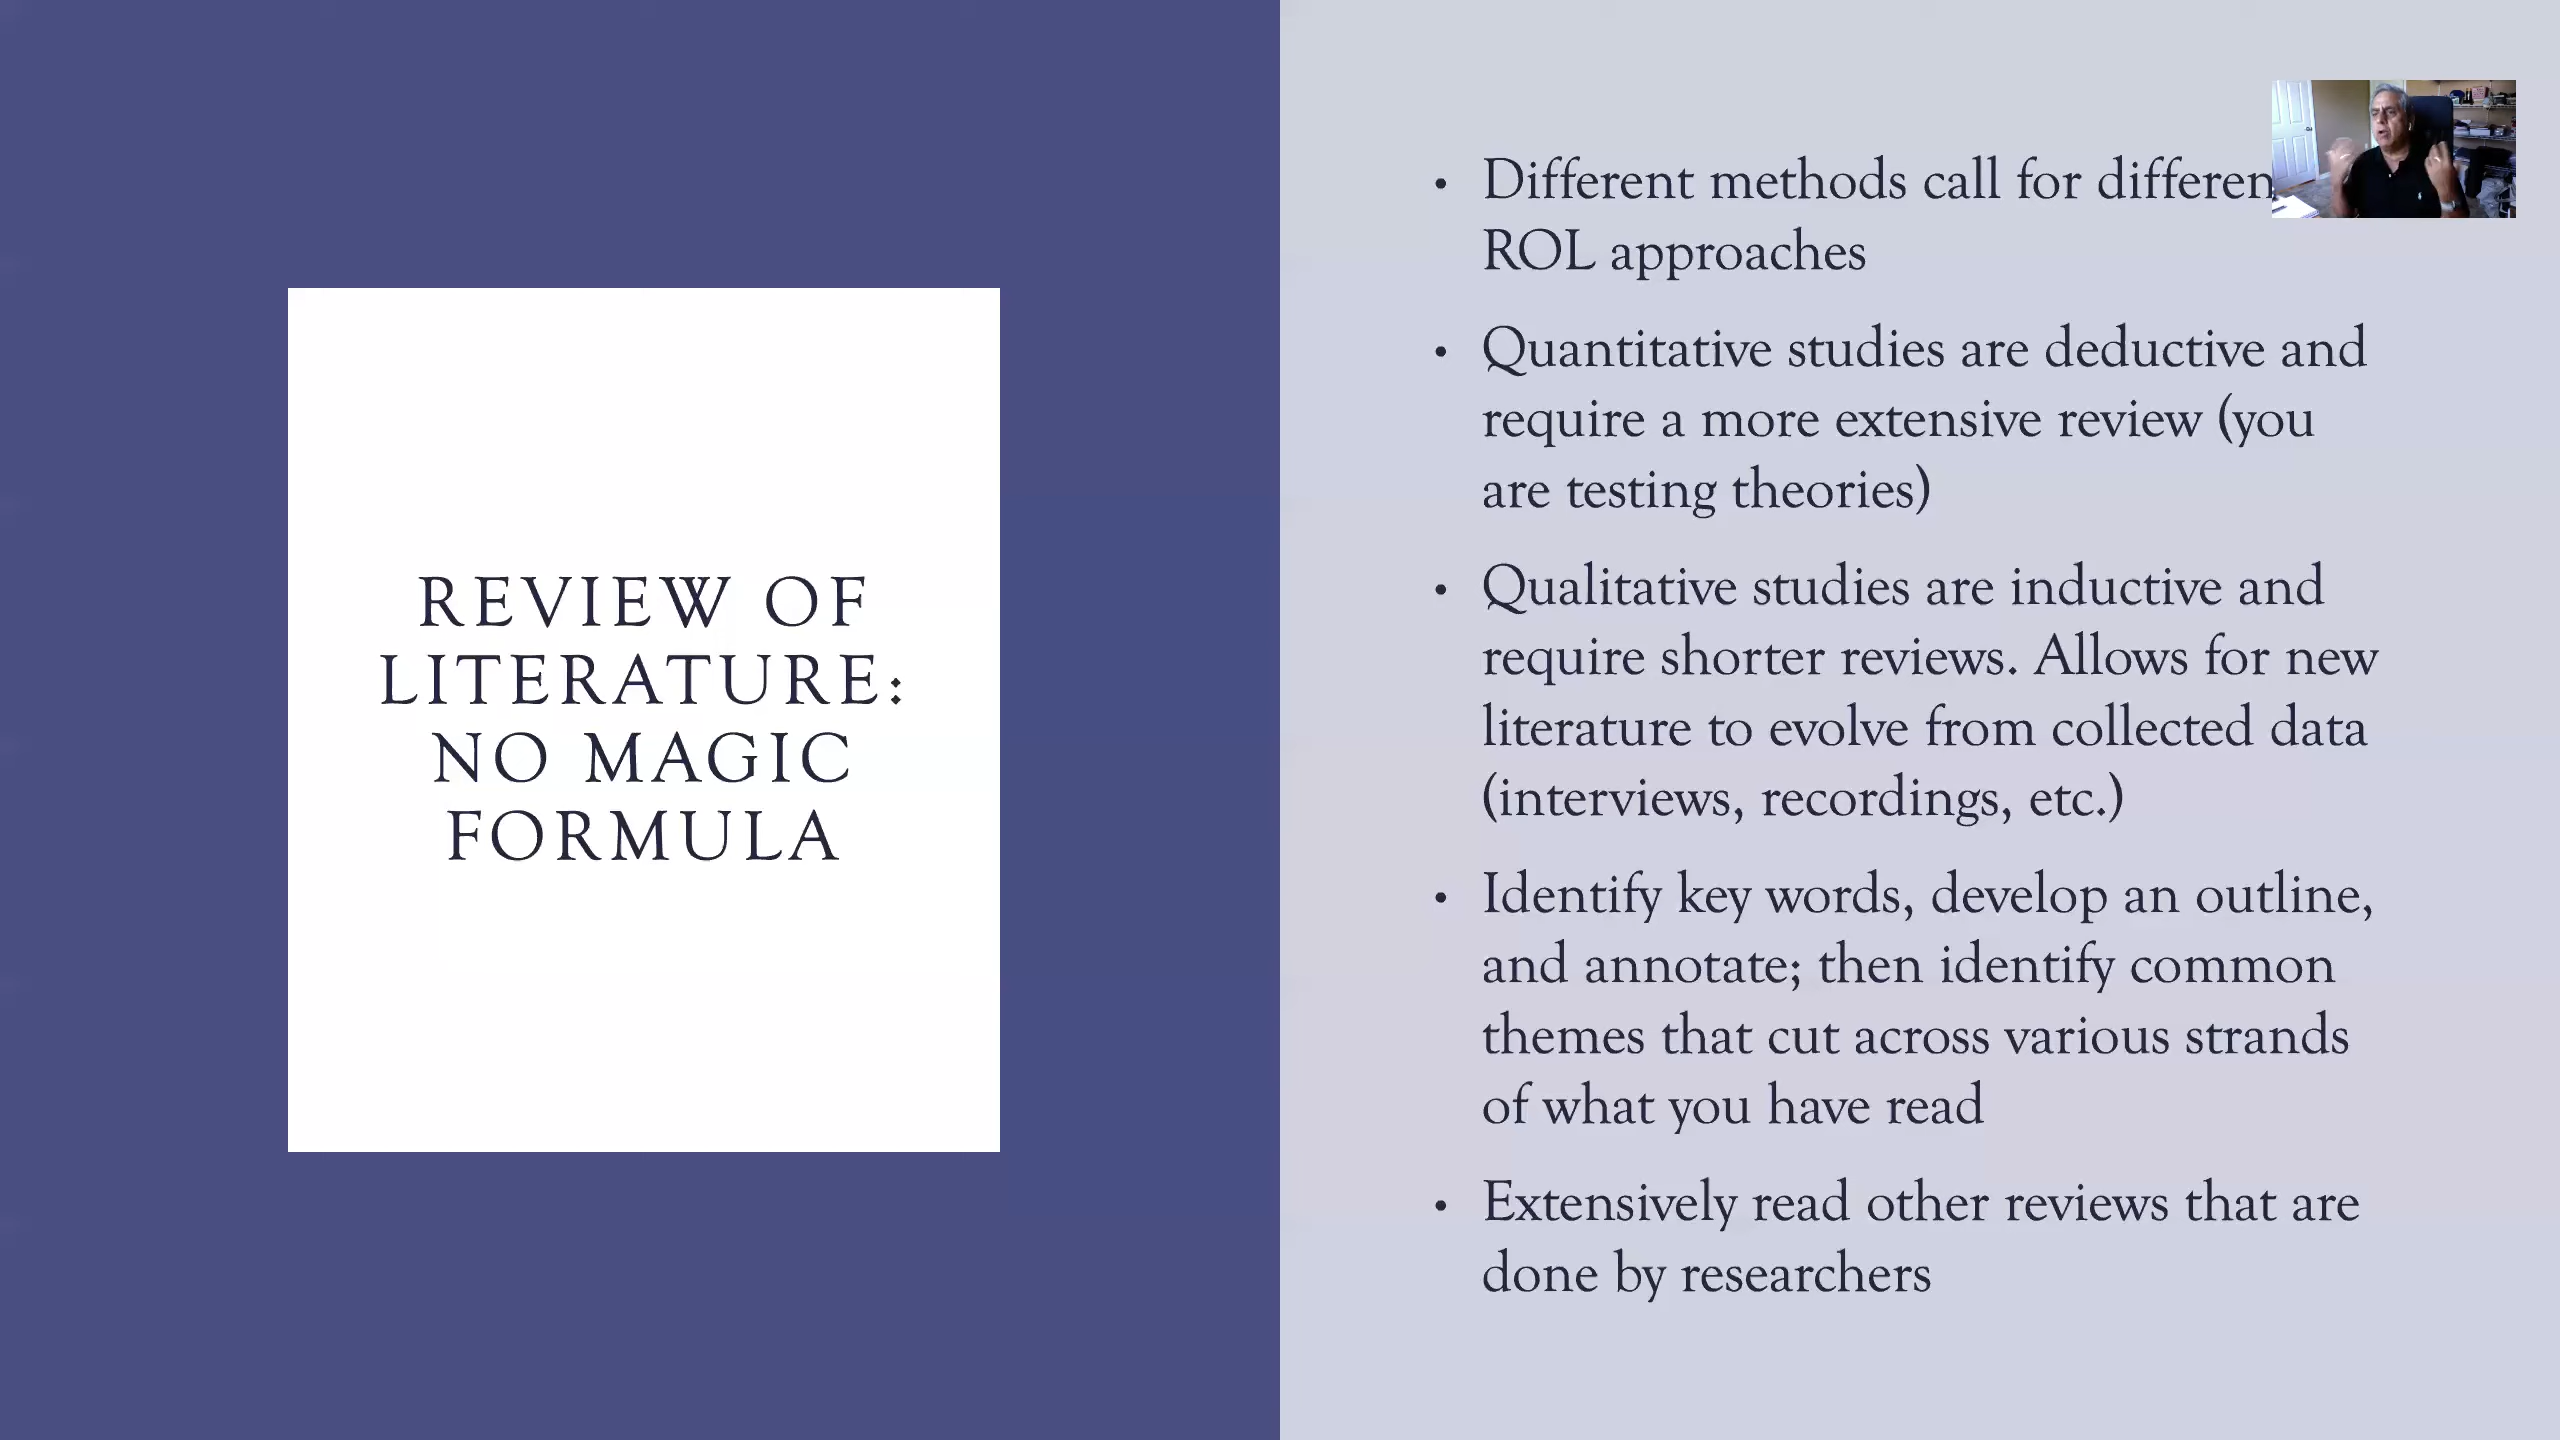 REVIEW OF
LITERATURE:
NO MAGIC
FORMULA
• Different methods call for
ROL approaches
• Quantitative studies are deductive and
require a more extensive review (you
are testing theories)
• Qualitative studies are inductive and
require shorter reviews. Allows for new
literature to evolve from collected data
(interviews, recordings, etc.)
• Identify key words, develop an outline,
and annotate; then identify common
themes that cut across various strands
of what you have read
• Extensively read other reviews that are
done by researchers